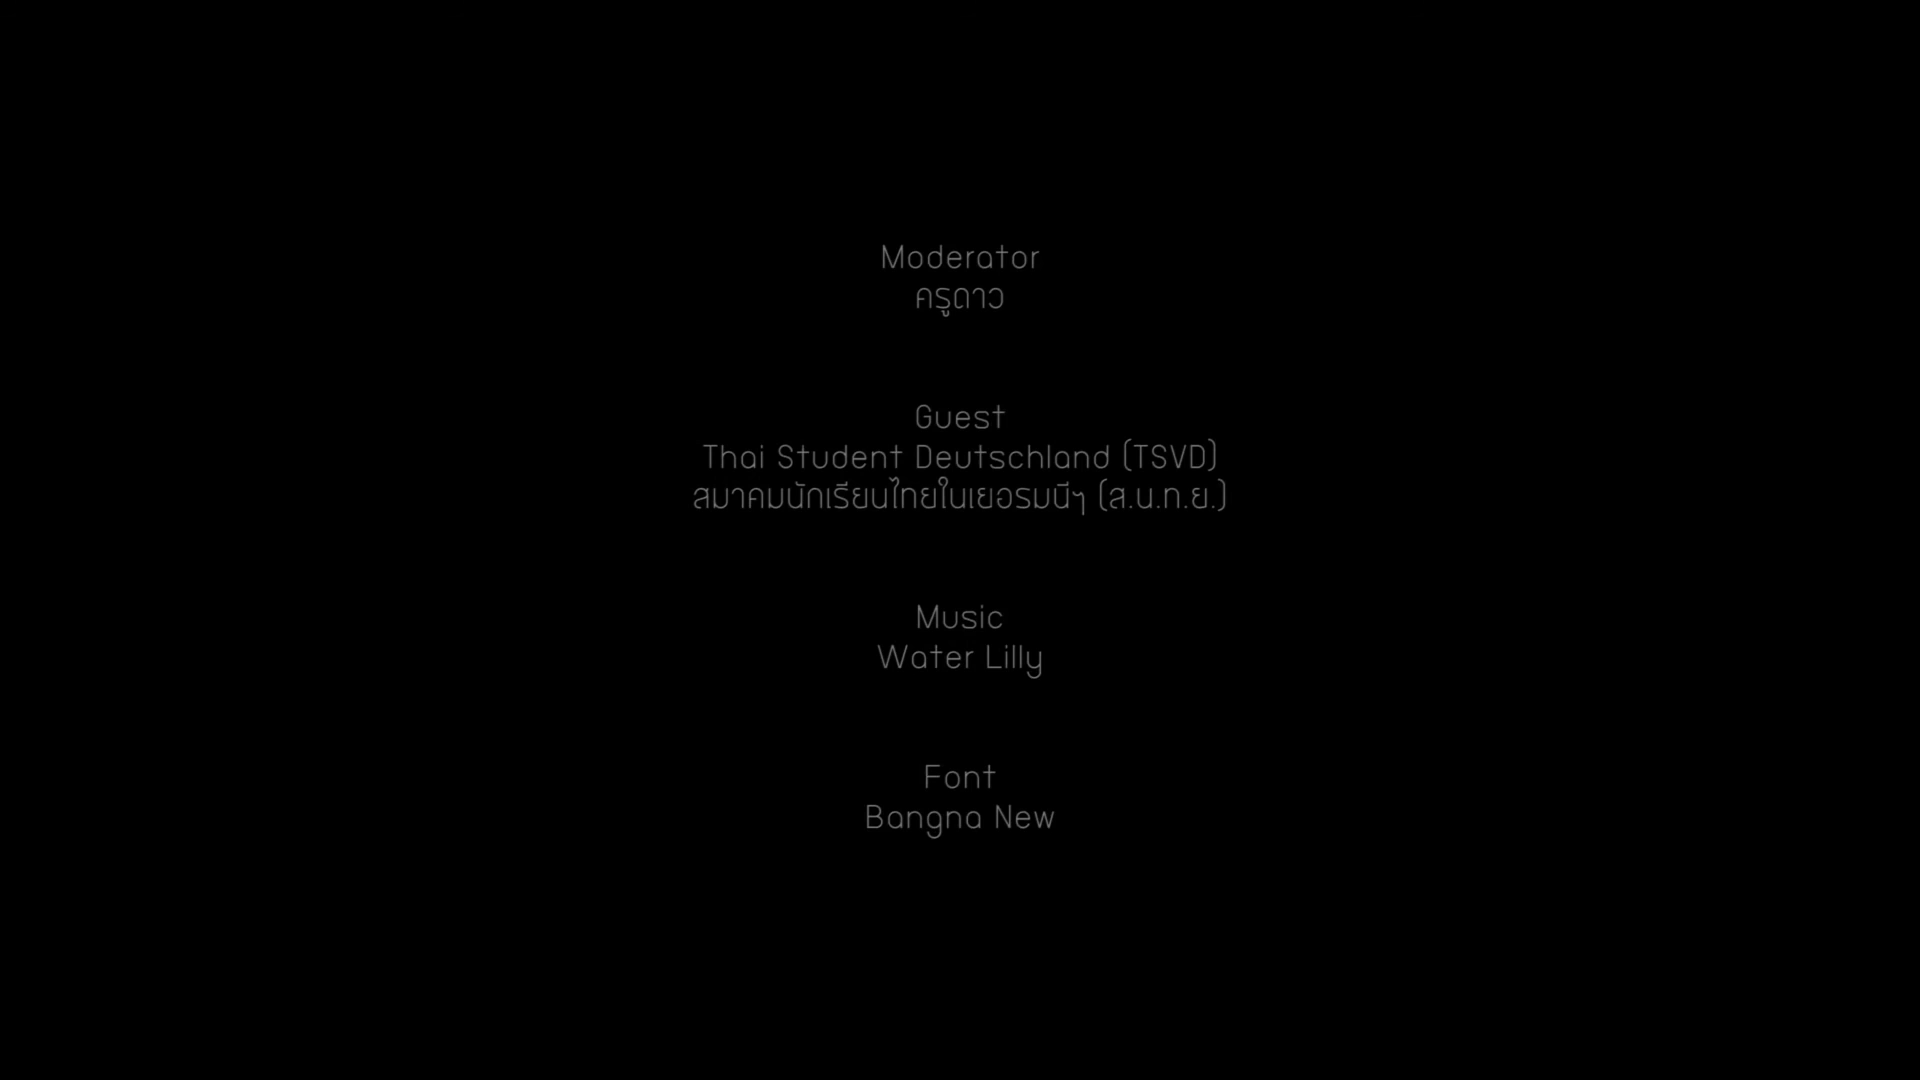 Moderator
ครูดาว
Guest
Thai Student Deutschland (TSVD)
สมาคมนักเรียนไทยในเยอรมนีฯ (ส.น.ท.ย.)
Music
Water Lilly
Font
Bangna New